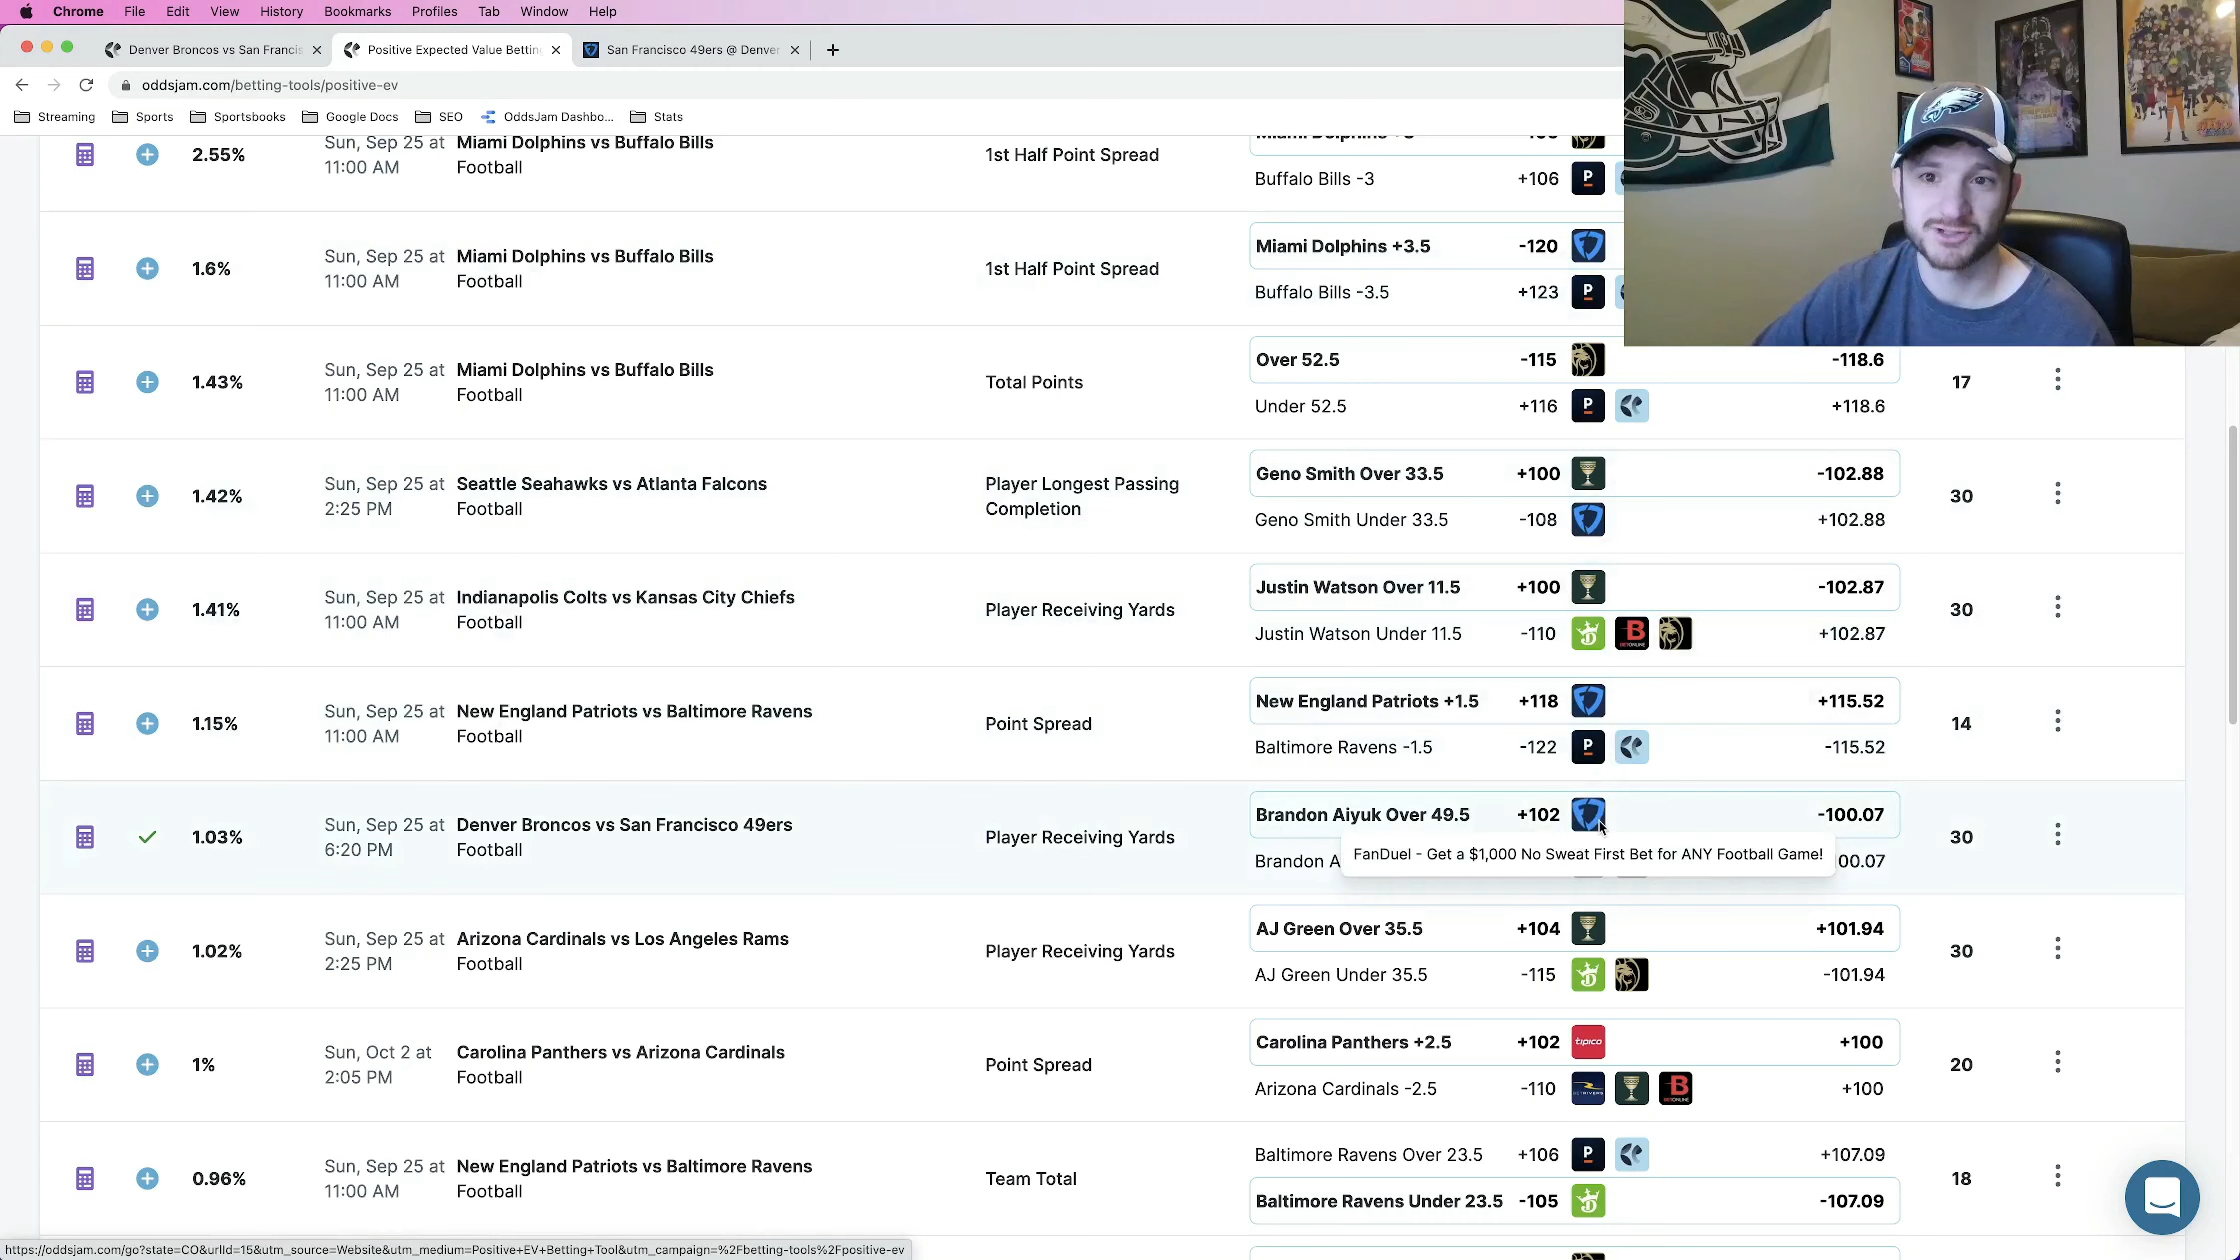 Chrome File Edit View History Bookmarks Profiles Tab Window Help
Denver Broncos vs San Francis Positive Expected Value Betting San Francisco 49ers @ Denver
oddsjam.com/betting-tools/positive-ev
Streaming Sports Sportsbooks Google Docs SEO OddsJam Dashbo... Stats
2.55% Sun, Sep 25 at 11:00 AM Miami Dolphins vs Buffalo Bills Football 1st Half Point Spread
Buffalo Bills -3 +106
1.6% Sun, Sep 25 at 11:00 AM Miami Dolphins vs Buffalo Bills Football 1st Half Point Spread
Miami Dolphins +3.5 -120
Buffalo Bills -3.5 +123
1.43% Sun, Sep 25 at 11:00 AM Miami Dolphins vs Buffalo Bills Football Total Points
Over 52.5 -115 -118.6 17
Under 52.5 +116 +118.6
1.42% Sun, Sep 25 at 2:25 PM Seattle Seahawks vs Atlanta Falcons Football Player Longest Passing Completion
Geno Smith Over 33.5 +100 -102.88 30
Geno Smith Under 33.5 -108 +102.88
1.41% Sun, Sep 25 at 11:00 AM Indianapolis Colts vs Kansas City Chiefs Football Player Receiving Yards
Justin Watson Over 11.5 +100 -102.87 30
Justin Watson Under 11.5 -110 +102.87
1.15% Sun, Sep 25 at 11:00 AM New England Patriots vs Baltimore Ravens Football Point Spread
New England Patriots +1.5 +118 +115.52 14
Baltimore Ravens -1.5 -122 -115.52
1.03% Sun, Sep 25 at 6:20 PM Denver Broncos vs San Francisco 49ers Football Player Receiving Yards
Brandon Aiyuk Over 49.5 +102 -100.07 30
Brandon A 00.07
FanDuel - Get a $1,000 No Sweat First Bet for ANY Football Game!
1.02% Sun, Sep 25 at 2:25 PM Arizona Cardinals vs Los Angeles Rams Football Player Receiving Yards
AJ Green Over 35.5 +104 +101.94 30
AJ Green Under 35.5 -115 -101.94
1% Sun, Oct 2 at 2:05 PM Carolina Panthers vs Arizona Cardinals Football Point Spread
Carolina Panthers +2.5 +102 tipico +100 20
Arizona Cardinals -2.5 -110 +100
0.96% Sun, Sep 25 at 11:00 AM New England Patriots vs Baltimore Ravens Football Team Total
Baltimore Ravens Over 23.5 +106 +107.09 18
Baltimore Ravens Under 23.5 -105 -107.09
https://oddsjam.com/go?state=CO&urlId=15&utm_source=Website&utm_medium=Positive+EV+Betting+Tool&utm_campaign=%2Fbetting-tools%2Fpositive-ev